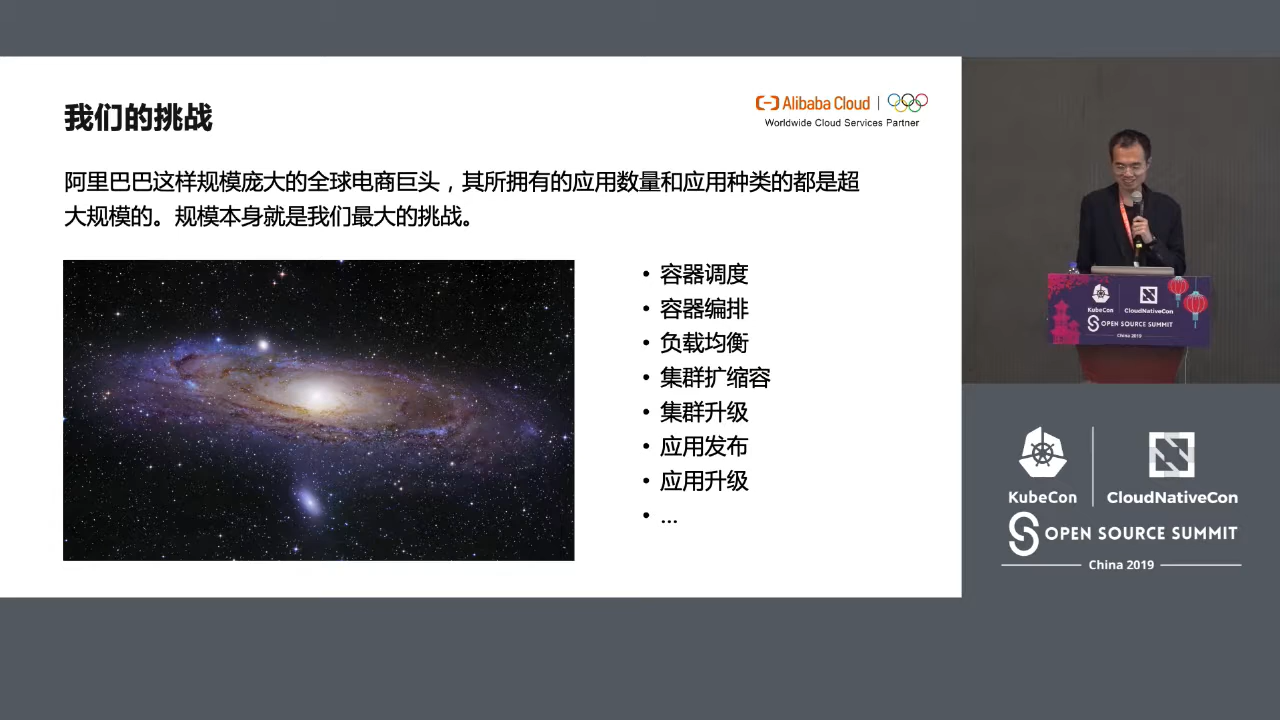 我们的挑战
Alibaba Cloud
Worldwide Cloud Services Partner
阿里巴巴这样规模庞大的全球电商巨头，其所拥有的应用数量和应用种类的都是超
大规模的。规模本身就是我们最大的挑战。
• 容器调度
• 容器编排
• 负载均衡
• 集群扩缩容
• 集群升级
• 应用发布
• 应用升级
• ...
KubeCon
CloudNativeCon
OPEN SOURCE SUMMIT
China 2019
KubeCon
CloudNativeCon
OPEN SOURCE SUMMIT
China 2019